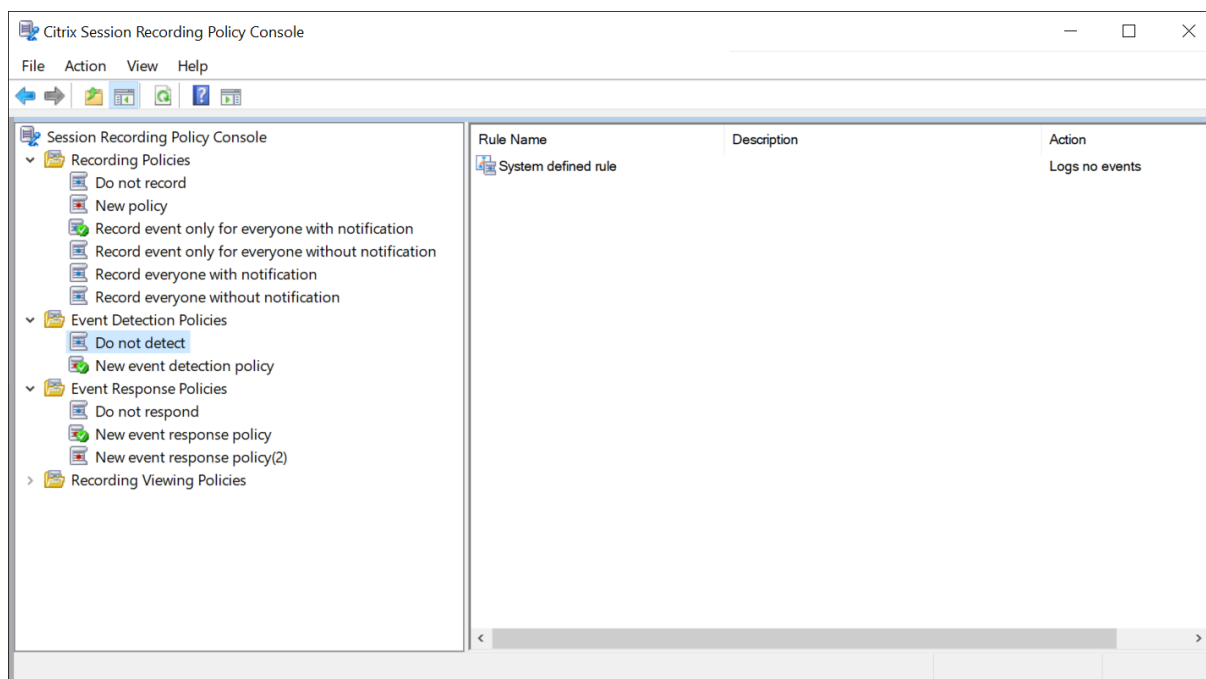 Citrix Session Recording Policy Console
File Action View Help
Session Recording Policy Console
Recording Policies
Do not record
New policy
Record event only for everyone with notification
Record event only for everyone without notification
Record everyone with notification
Record everyone without notification
Event Detection Policies
Do not detect
New event detection policy
Event Response Policies
Do not respond
New event response policy
New event response policy(2)
Recording Viewing Policies
Rule Name Description Action
System defined rule Logs no events